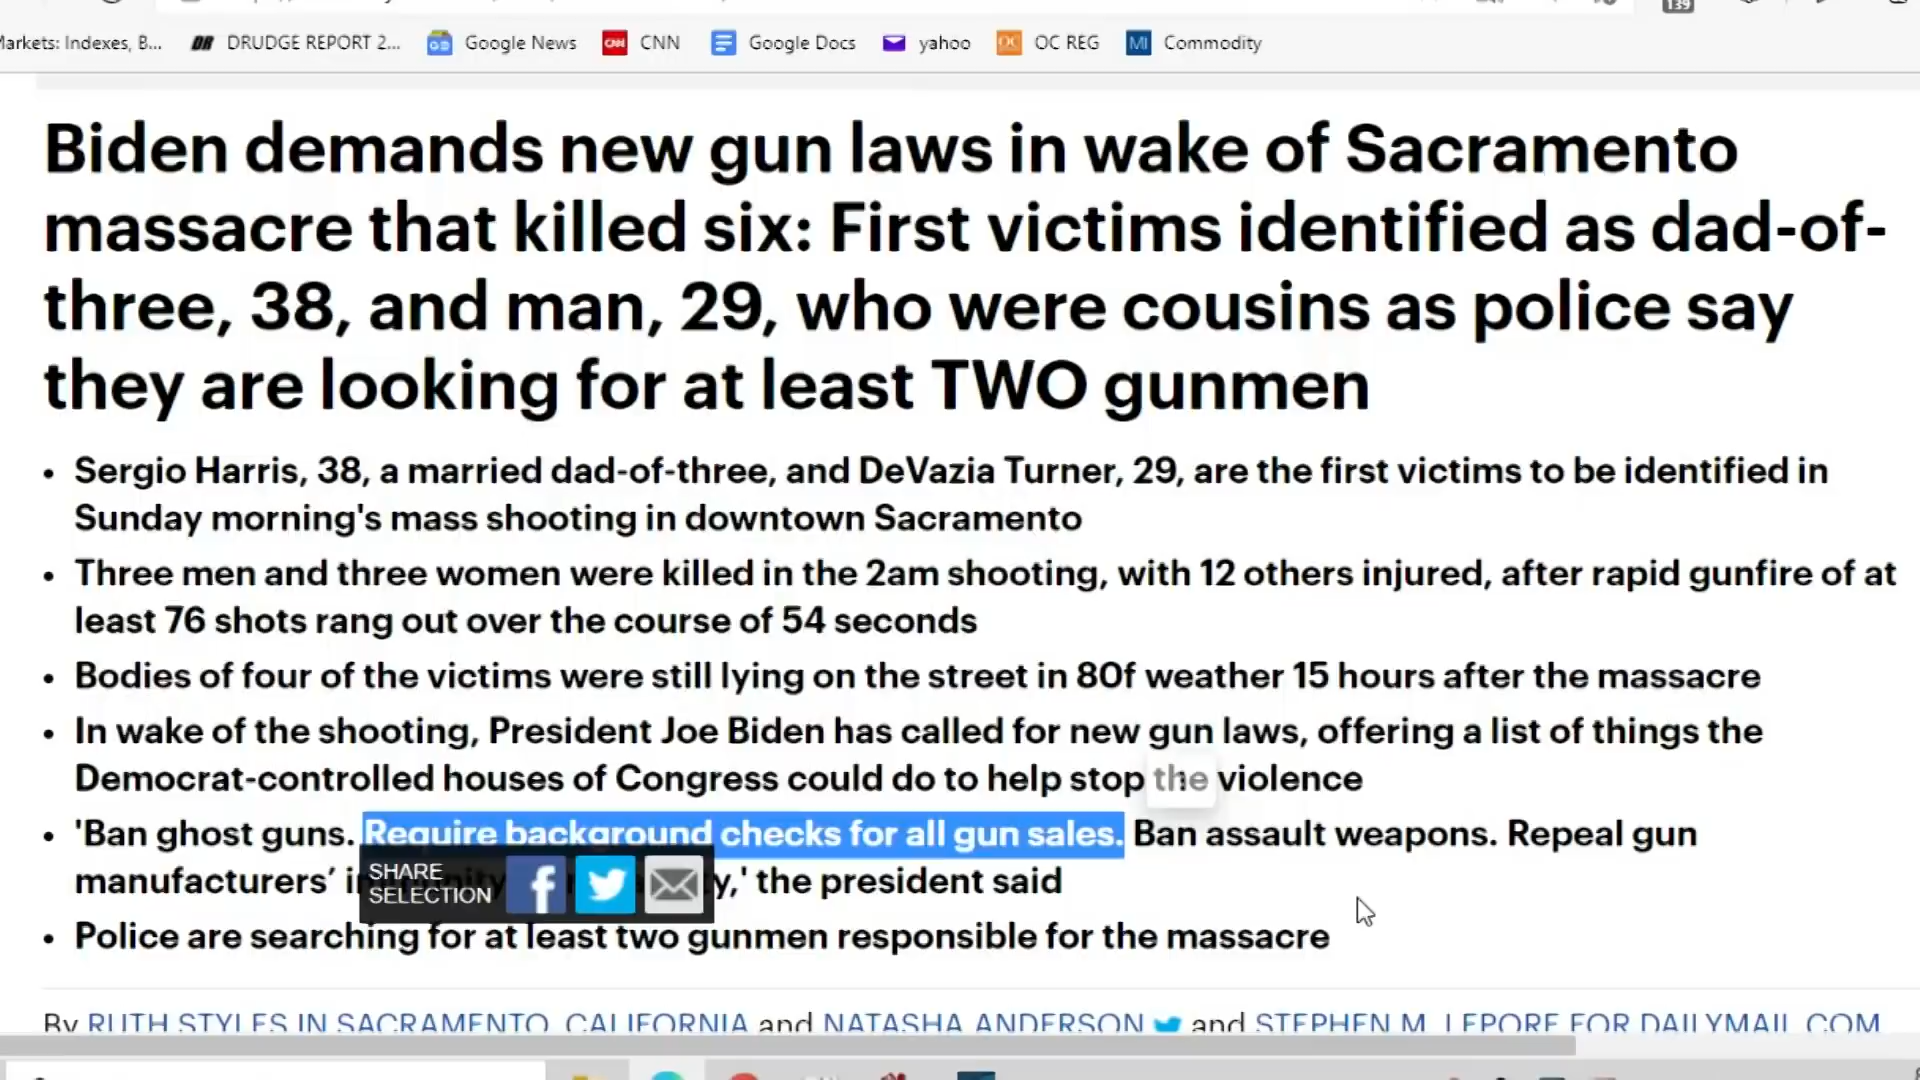 Markets: Indexes, B... DRUDGE REPORT 2... Google News CNN Google Docs yahoo OC REG Commodity
139
Biden demands new gun laws in wake of Sacramento
massacre that killed six: First victims identified as dad-of-
three, 38, and man, 29, who were cousins as police say
they are looking for at least TWO gunmen
• Sergio Harris, 38, a married dad-of-three, and DeVazia Turner, 29, are the first victims to be identified in
Sunday morning's mass shooting in downtown Sacramento
• Three men and three women were killed in the 2am shooting, with 12 others injured, after rapid gunfire of at
least 76 shots rang out over the course of 54 seconds
• Bodies of four of the victims were still lying on the street in 80f weather 15 hours after the massacre
• In wake of the shooting, President Joe Biden has called for new gun laws, offering a list of things the
Democrat-controlled houses of Congress could do to help stop the violence
• 'Ban ghost guns. Require background checks for all gun sales. Ban assault weapons. Repeal gun
manufacturers’ ,' the president said
SHARE
SELECTION
• Police are searching for at least two gunmen responsible for the massacre
By RUTH STYLES IN SACRAMENTO, CALIFORNIA and NATASHA ANDERSON and STEPHEN M. LEPORE FOR DAILYMAIL.COM